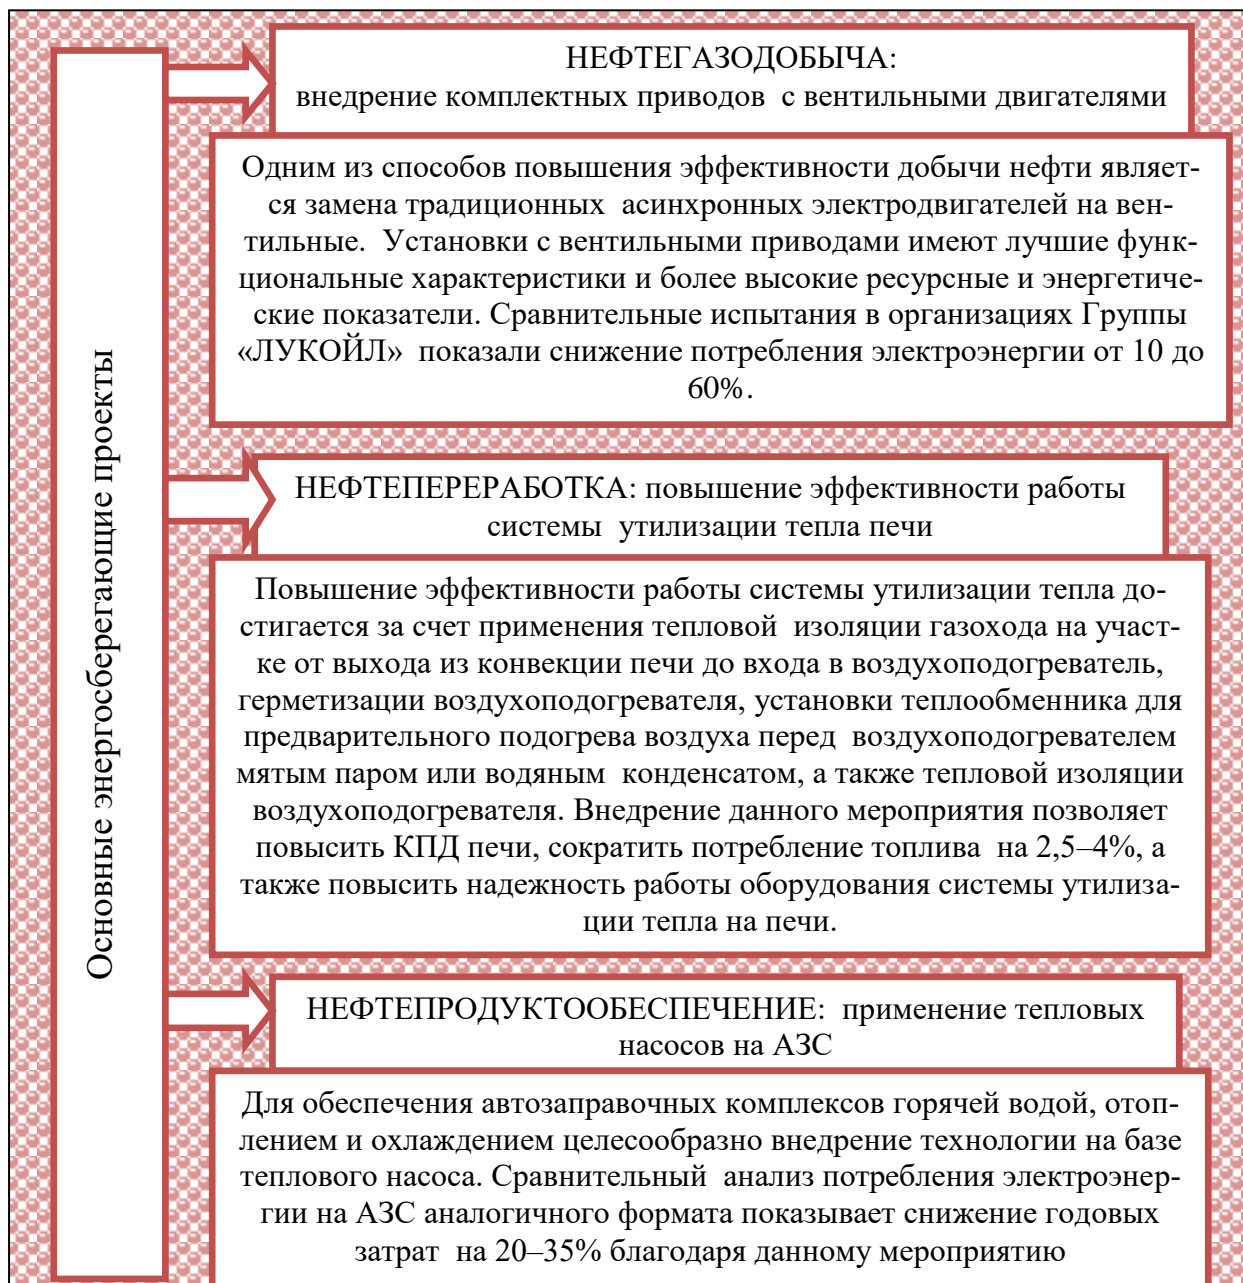 Основные энергосберегающие проекты
НЕФТЕГАЗОДОБЫЧА:
внедрение комплектных приводов с вентильными двигателями
Одним из способов повышения эффективности добычи нефти являет-
ся замена традиционных асинхронных электродвигателей на вен-
тильные. Установки с вентильными приводами имеют лучшие функ-
циональные характеристики и более высокие ресурсные и энергетиче-
ские показатели. Сравнительные испытания в организациях Группы
«ЛУКОЙЛ» показали снижение потребления электроэнергии от 10 до
60%.
НЕФТЕПЕРЕРАБОТКА: повышение эффективности работы
системы утилизации тепла печи
Повышение эффективности работы системы утилизации тепла до-
стигается за счет применения тепловой изоляции газохода на участ-
ке от выхода из конвекции печи до входа в воздухоподогреватель,
герметизации воздухоподогревателя, установки теплообменника для
предварительного подогрева воздуха перед воздухоподогревателем
мятым паром или водяным конденсатом, а также тепловой изоляции
воздухоподогревателя. Внедрение данного мероприятия позволяет
повысить КПД печи, сократить потребление топлива на 2,5–4%, а
также повысить надежность работы оборудования системы утилиза-
ции тепла на печи.
НЕФТЕПРОДУКТООБЕСПЕЧЕНИЕ: применение тепловых
насосов на АЗС
Для обеспечения автозаправочных комплексов горячей водой, отоп-
лением и охлаждением целесообразно внедрение технологии на базе
теплового насоса. Сравнительный анализ потребления электроэнер-
гии на АЗС аналогичного формата показывает снижение годовых
затрат на 20–35% благодаря данному мероприятию